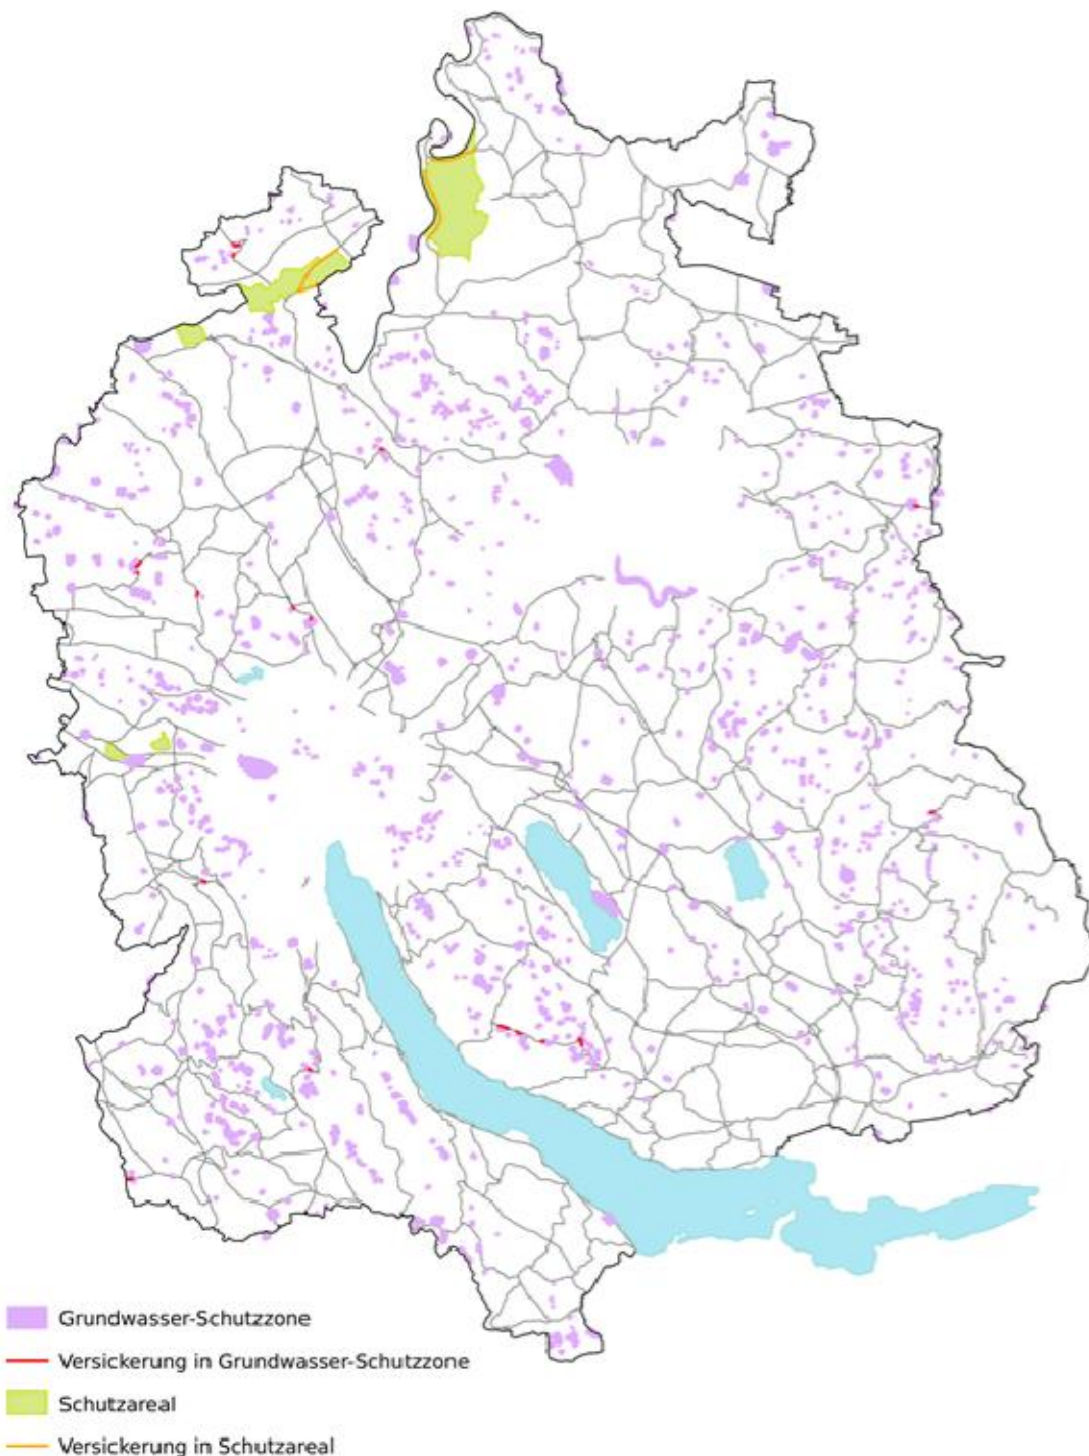 Grundwasser-Schutzzone
Versickerung in Grundwasser-Schutzzone
Schutzareal
Versickerung in Schutzareal